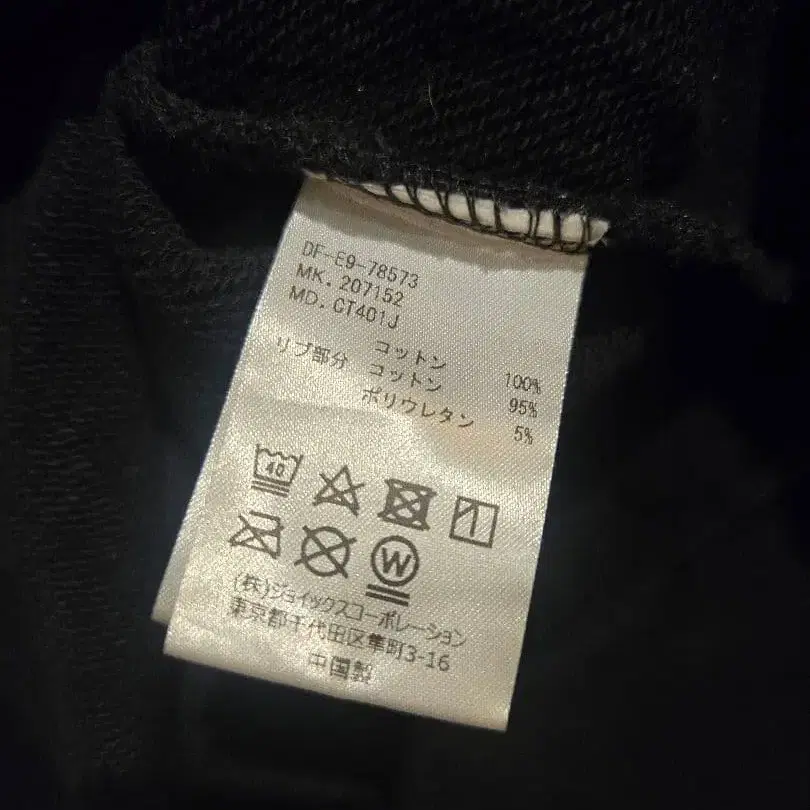 DF-E9-78573
MK. 207152
MD. CT401J
コットン 100%
リブ部分 コットン 95%
ポリウレタン 5%
40
W
(株)ジョイックスコーポレーション
東京都千代田区隼町3-16
中国製